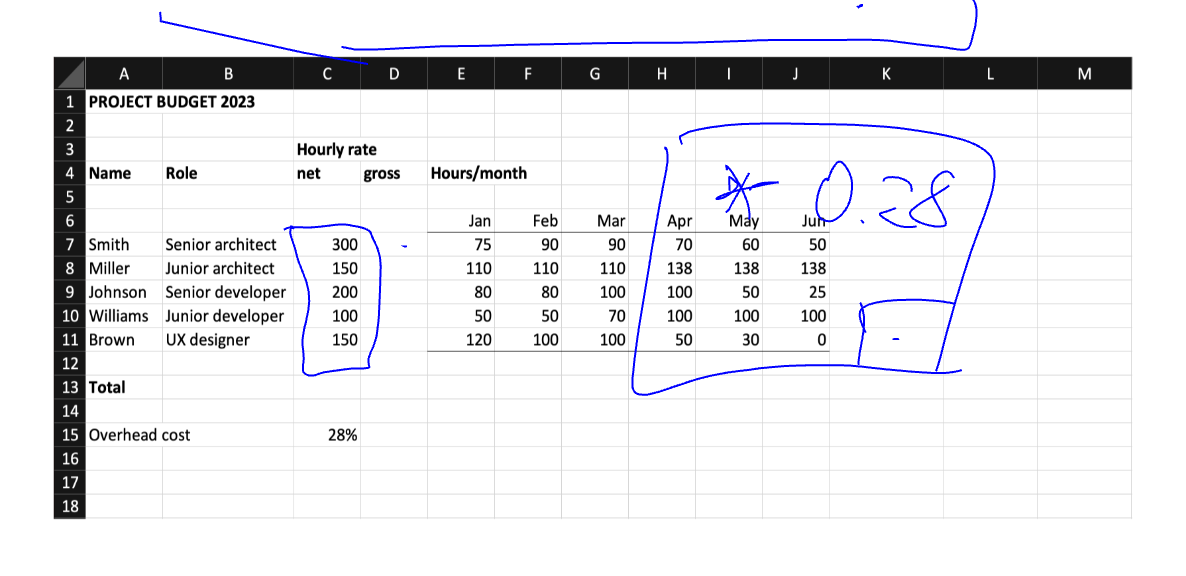 A B C D E F G H I J K L M
1 PROJECT BUDGET 2023
2
3 Hourly rate
4 Name Role net gross Hours/month
* 0.28
5
6 Jan Feb Mar Apr May Jun
7 Smith Senior architect 300 75 90 90 70 60 50
8 Miller Junior architect 150 110 110 110 138 138 138
9 Johnson Senior developer 200 80 80 100 100 50 25
10 Williams Junior developer 100 50 50 70 100 100 100
11 Brown UX designer 150 120 100 100 50 30 0
12
13 Total
14
15 Overhead cost 28%
16
17
18